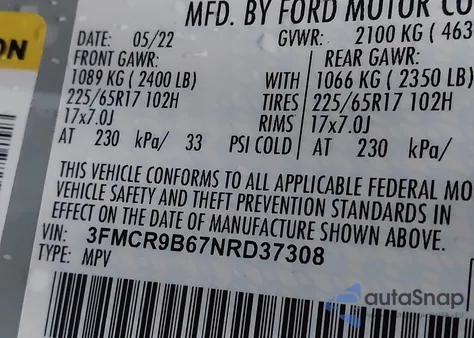 MFD. BY FORD MOTOR CO
ON
DATE: 05/22 GVWR: 2100 KG ( 463
FRONT GAWR: REAR GAWR:
1089 KG ( 2400 LB) WITH 1066 KG ( 2350 LB)
225/65R17 102H TIRES 225/65R17 102H
17x7.0J RIMS 17x7.0J
AT 230 kPa/ 33 PSI COLD AT 230 kPa/
THIS VEHICLE CONFORMS TO ALL APPLICABLE FEDERAL MO
VEHICLE SAFETY AND THEFT PREVENTION STANDARDS IN
EFFECT ON THE DATE OF MANUFACTURE SHOWN ABOVE.
VIN: 3FMCR9B67NRD37308
TYPE: MPV
autoSnap